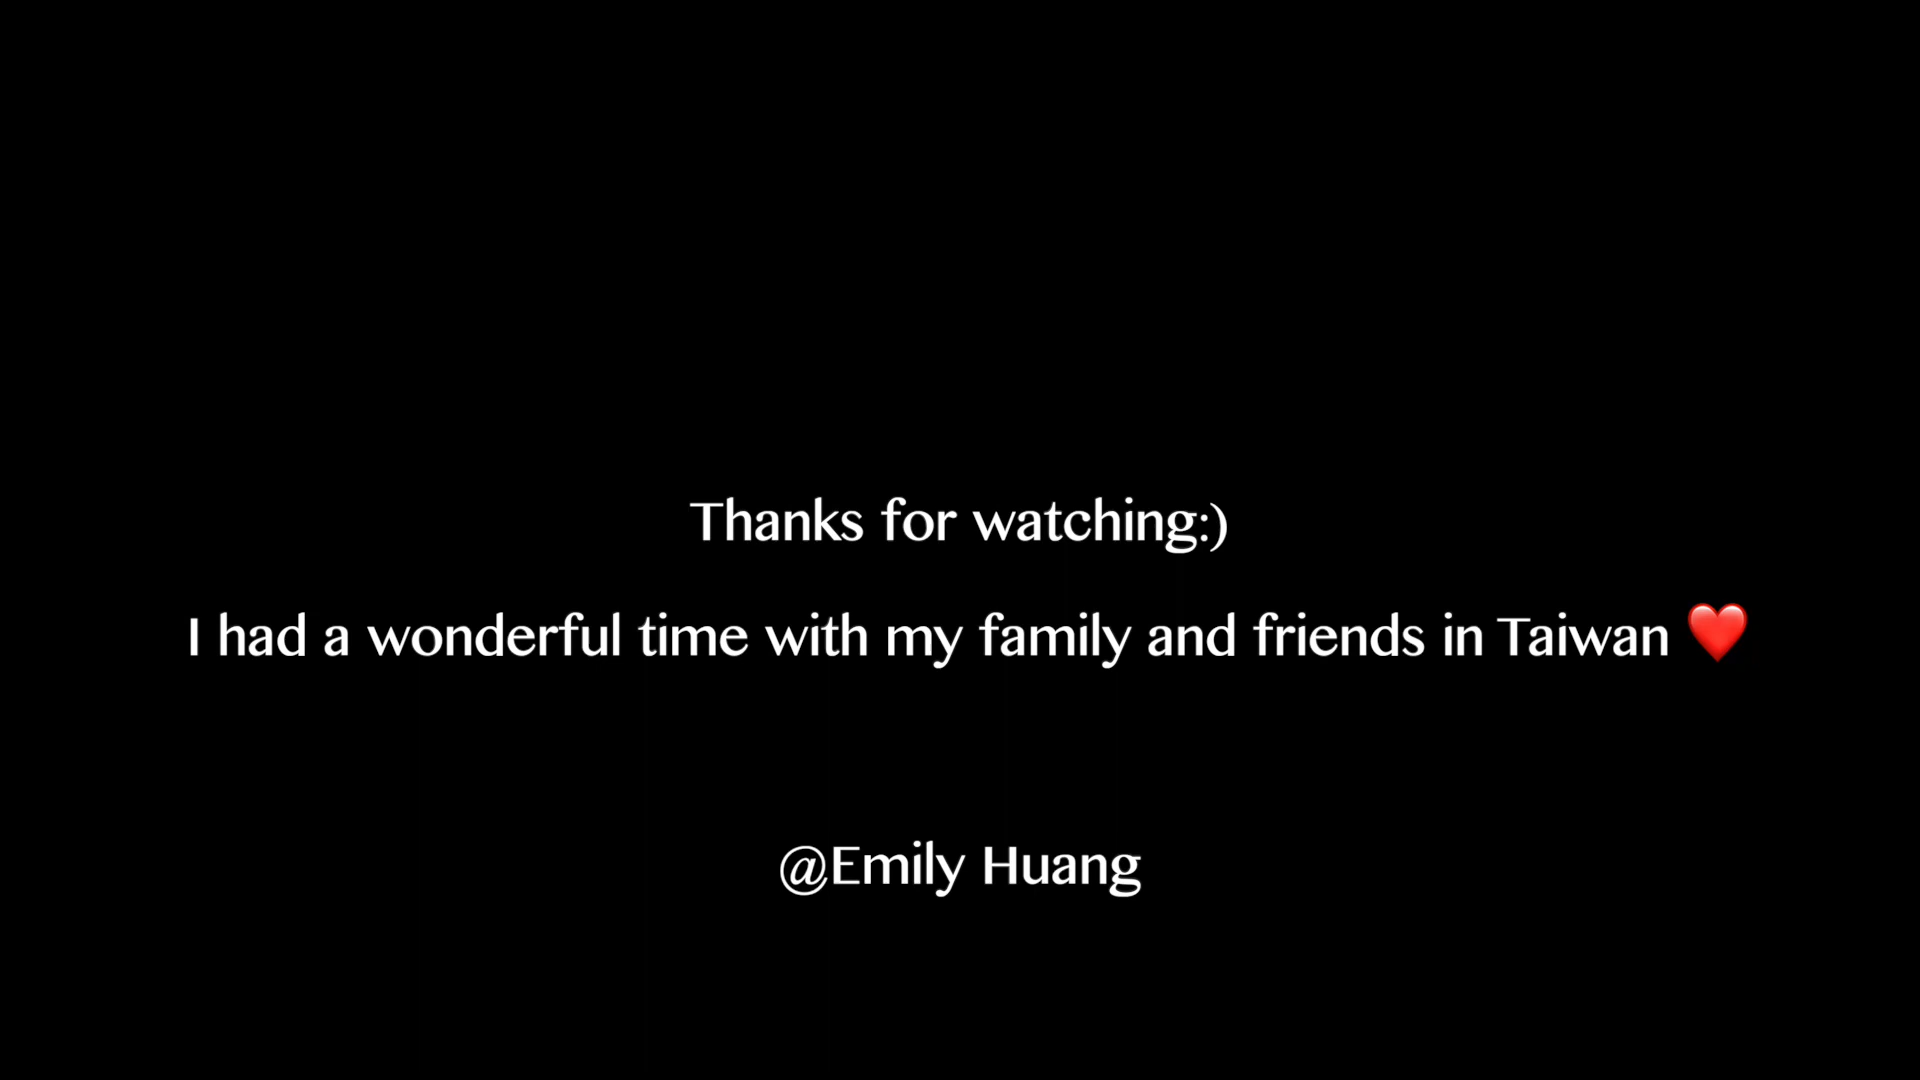 Thanks for watching:)
I had a wonderful time with my family and friends in Taiwan ❤️
@Emily Huang